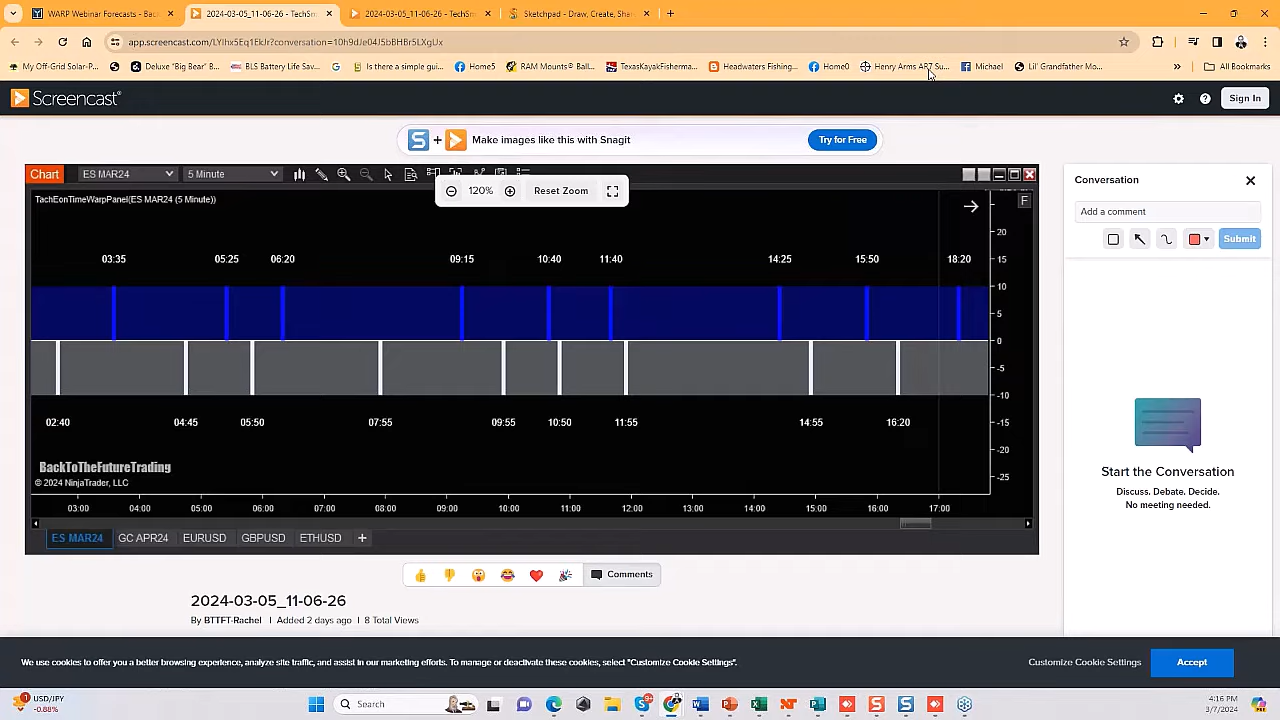 WARP Webinar Forecasts - Back
2024-03-05_11-06-26 - TechSm
2024-03-05_11-06-26 - TechSm
Sketchpad - Draw, Create, Shar
app.screencast.com/LYIhx5Eq1EkJr?conversation=10h9dJe04J5bBHBr5LXgUx
My Off-Grid Solar-P...
Deluxe "Big Bear" B...
BLS Battery Life Sav...
Is there a simple gui...
Home5
RAM Mounts® Ball...
TexasKayakFisherma...
Headwaters Fishing...
Home0
Henry Arms AR7 Su...
Michael
Lil' Grandfather Mo...
All Bookmarks
Screencast
Sign In
Make images like this with Snagit
Try for Free
Chart
ES MAR24
5 Minute
120%
Reset Zoom
TachEonTimeWarpPanel(ES MAR24 (5 Minute))
F
03:35 05:25 06:20 09:15 10:40 11:40 14:25 15:50 18:20
20
15
10
5
0
-5
-10
-15
-20
-25
02:40 04:45 05:50 07:55 09:55 10:50 11:55 14:55 16:20
BackToTheFutureTrading
© 2024 NinjaTrader, LLC
03:00 04:00 05:00 06:00 07:00 08:00 09:00 10:00 11:00 12:00 13:00 14:00 15:00 16:00 17:00
ES MAR24 GC APR24 EURUSD GBPUSD ETHUSD +
Comments
2024-03-05_11-06-26
By BTTFT-Rachel | Added 2 days ago | 8 Total Views
Conversation
Add a comment
Submit
Start the Conversation
Discuss. Debate. Decide.
No meeting needed.
We use cookies to offer you a better browsing experience, analyze site traffic, and assist in our marketing efforts. To manage or deactivate these cookies, select "Customize Cookie Settings".
Customize Cookie Settings
Accept
USD/JPY
-0.88%
Search
4:16 PM
3/7/2024